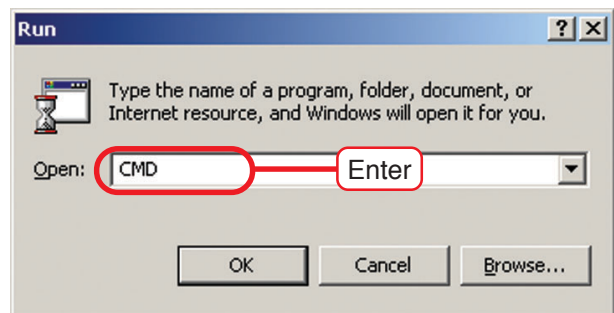 Run
Type the name of a program, folder, document, or
Internet resource, and Windows will open it for you.
Open: CMD Enter
OK Cancel Browse...